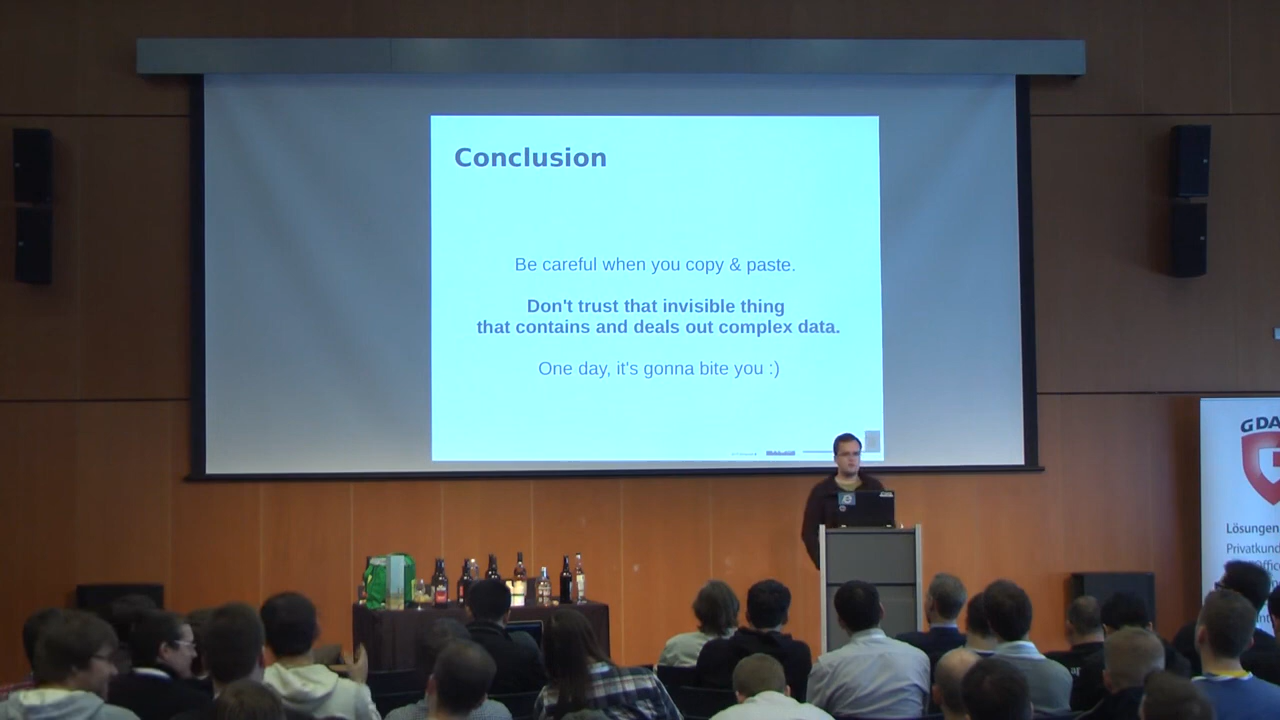 Conclusion
Be careful when you copy & paste.
Don't trust that invisible thing
that contains and deals out complex data.
One day, it's gonna bite you :)
G DA
Lösungen
Privatkund